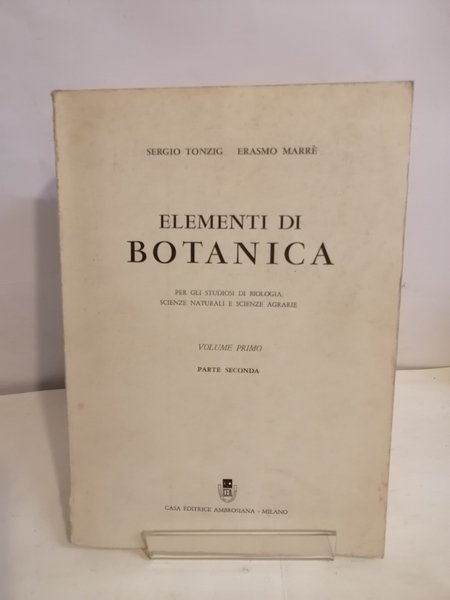 SERGIO TONZIG ERASMO MARRÈ
ELEMENTI DI
BOTANICA
PER GLI STUDIOSI DI BIOLOGIA,
SCIENZE NATURALI E SCIENZE AGRARIE
VOLUME PRIMO
PARTE SECONDA
CEA
CASA EDITRICE AMBROSIANA - MILANO